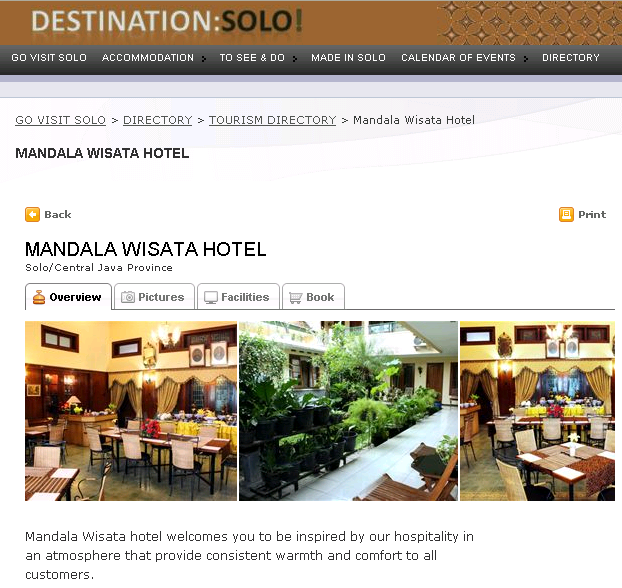 DESTINATION:SOLO!
GO VISIT SOLO ACCOMMODATION TO SEE & DO MADE IN SOLO CALENDAR OF EVENTS DIRECTORY
GO VISIT SOLO > DIRECTORY > TOURISM DIRECTORY > Mandala Wisata Hotel
MANDALA WISATA HOTEL
Back Print
MANDALA WISATA HOTEL
Solo/Central Java Province
Overview Pictures Facilities Book
Mandala Wisata hotel welcomes you to be inspired by our hospitality in
an atmosphere that provide consistent warmth and comfort to all
customers.